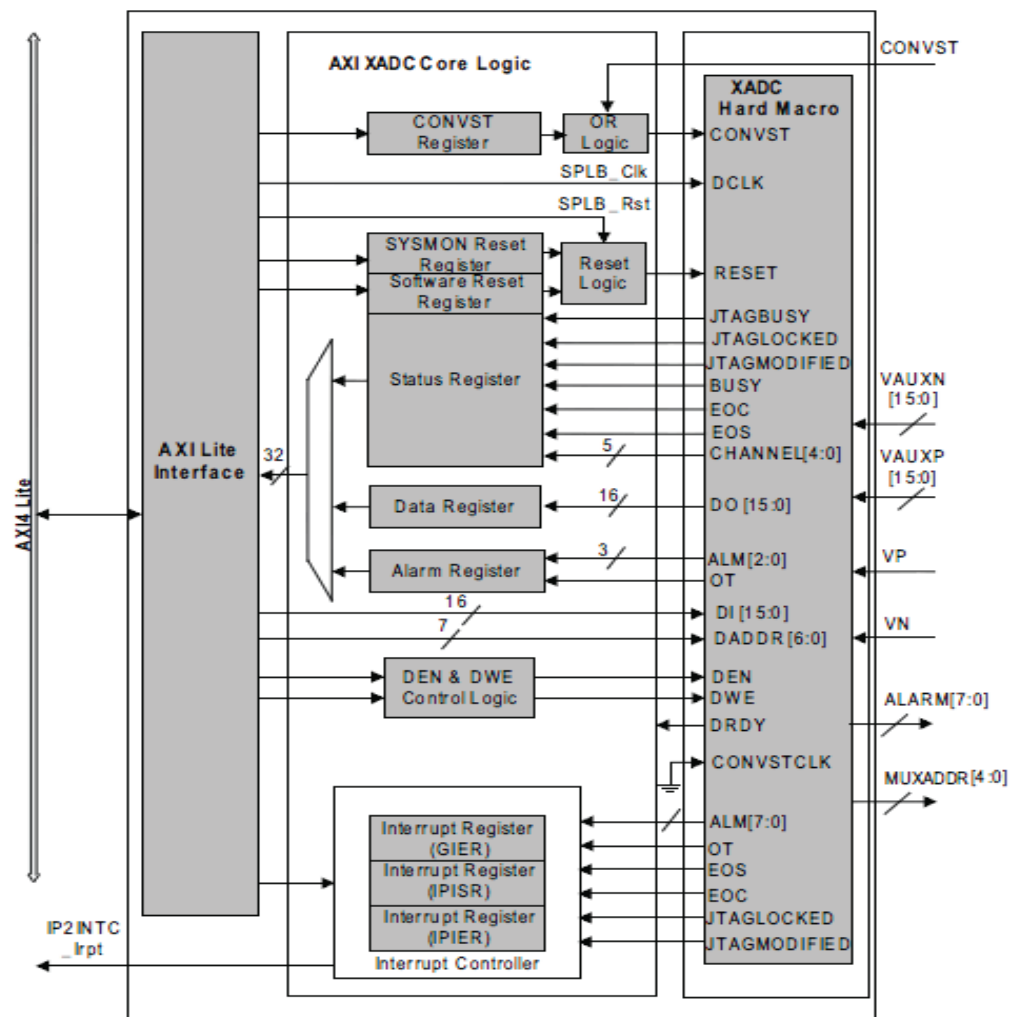 CONVST
AXI XADC Core Logic
XADC
Hard Macro
CONVST
Register
OR
Logic
CONVST
SPLB_Clk
DCLK
SPLB_Rst
SYSMON Reset
Register
Reset
Logic
RESET
Software Reset
Register
JTAGBUSY
JTAGLOCKED
JTAGMODIFIED
Status Register
BUSY
VAUXN
[15:0]
EOC
EOS
AXI Lite
Interface
32
5
CHANNEL[4:0]
VAUXP
[15:0]
AXI4 Lite
Data Register
16
DO[15:0]
Alarm Register
3
ALM[2:0]
OT
VP
16
DI[15:0]
7
DADDR[6:0]
VN
DEN & DWE
Control Logic
DEN
DWE
ALARM[7:0]
DRDY
CONVSTCLK
MUXADDR[4:0]
Interrupt Register
(GIER)
ALM[7:0]
OT
Interrupt Register
(IPISR)
EOS
EOC
Interrupt Register
(IPIER)
JTAGLOCKED
JTAGMODIFIED
IP2INTC
_Irpt
Interrupt Controller